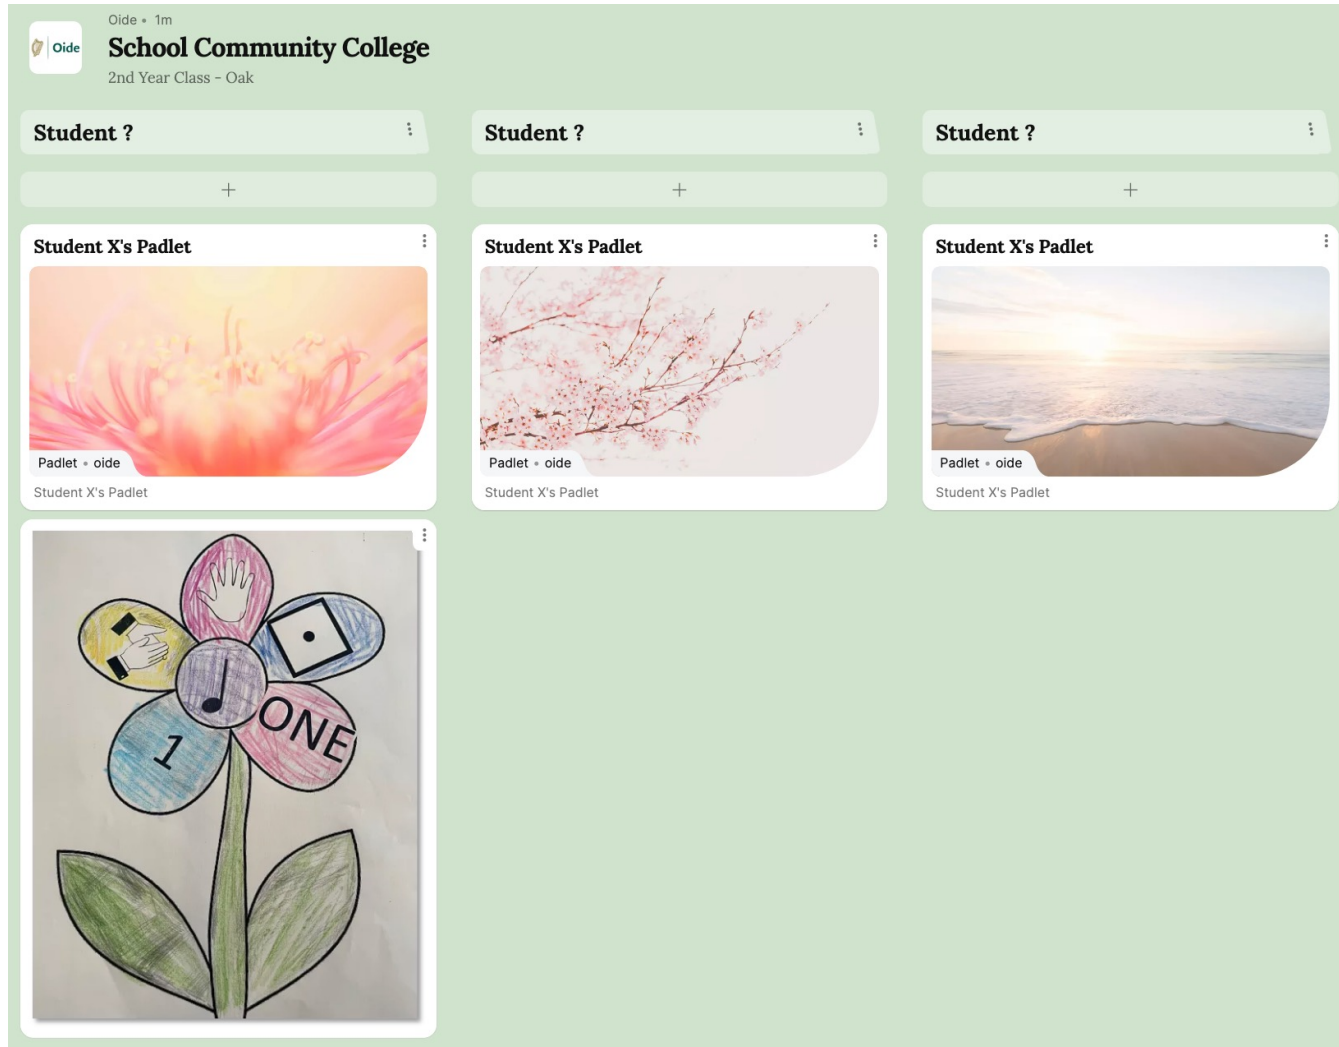 Oide
Oide • 1m
School Community College
2nd Year Class - Oak
Student ?
Student ?
Student ?
+
+
+
Student X's Padlet
Padlet • oide
Student X's Padlet
1
ONE
Student X's Padlet
Padlet • oide
Student X's Padlet
Student X's Padlet
Padlet • oide
Student X's Padlet